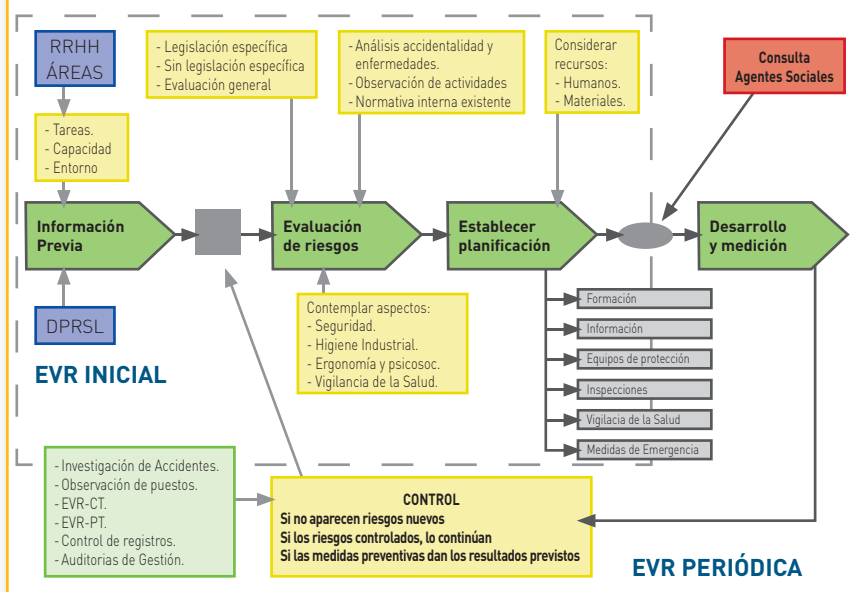 RRHH
ÁREAS
- Legislación específica
- Sin legislación específica
- Evaluación general
- Análisis accidentalidad y
enfermedades.
- Observación de actividades
- Normativa interna existente
Considerar
recursos:
- Humanos.
- Materiales.
Consulta
Agentes Sociales
- Tareas.
- Capacidad
- Entorno
Información
Previa
Evaluación
de riesgos
Establecer
planificación
Desarrollo
y medición
DPRSL
Contemplar aspectos:
- Seguridad.
- Higiene Industrial.
- Ergonomía y psicosoc.
- Vigilancia de la Salud.
Formación
Información
Equipos de protección
Inspecciones
Vigilacia de la Salud
Medidas de Emergencia
EVR INICIAL
- Investigación de Accidentes.
- Observación de puestos.
- EVR-CT.
- EVR-PT.
- Control de registros.
- Auditorias de Gestión.
CONTROL
Si no aparecen riesgos nuevos
Si los riesgos controlados, lo continúan
Si las medidas preventivas dan los resultados previstos
EVR PERIÓDICA